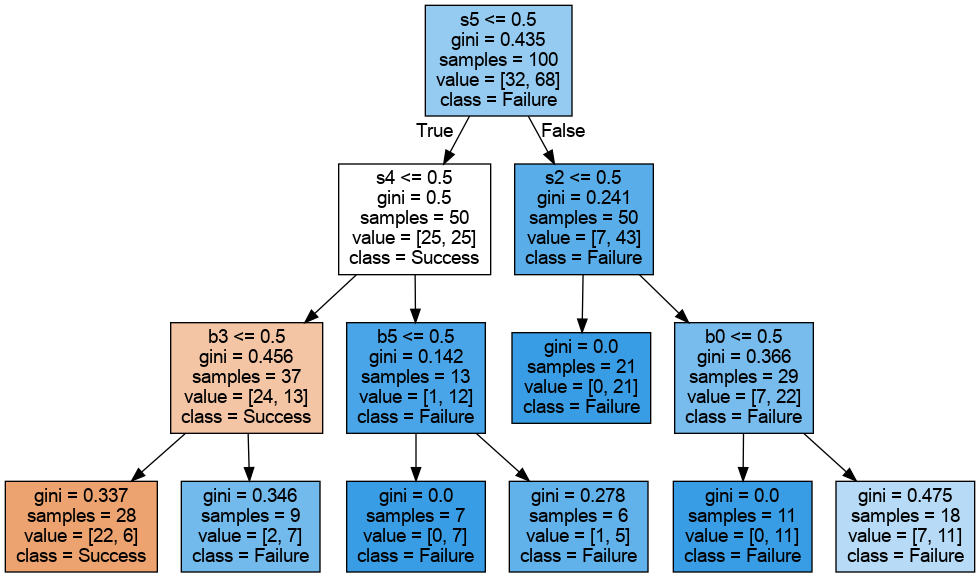 s5 <= 0.5
gini = 0.435
samples = 100
value = [32, 68]
class = Failure
True
False
s4 <= 0.5
gini = 0.5
samples = 50
value = [25, 25]
class = Success
s2 <= 0.5
gini = 0.241
samples = 50
value = [7, 43]
class = Failure
b3 <= 0.5
gini = 0.456
samples = 37
value = [24, 13]
class = Success
b5 <= 0.5
gini = 0.142
samples = 13
value = [1, 12]
class = Failure
gini = 0.0
samples = 21
value = [0, 21]
class = Failure
b0 <= 0.5
gini = 0.366
samples = 29
value = [7, 22]
class = Failure
gini = 0.337
samples = 28
value = [22, 6]
class = Success
gini = 0.346
samples = 9
value = [2, 7]
class = Failure
gini = 0.0
samples = 7
value = [0, 7]
class = Failure
gini = 0.278
samples = 6
value = [1, 5]
class = Failure
gini = 0.0
samples = 11
value = [0, 11]
class = Failure
gini = 0.475
samples = 18
value = [7, 11]
class = Failure